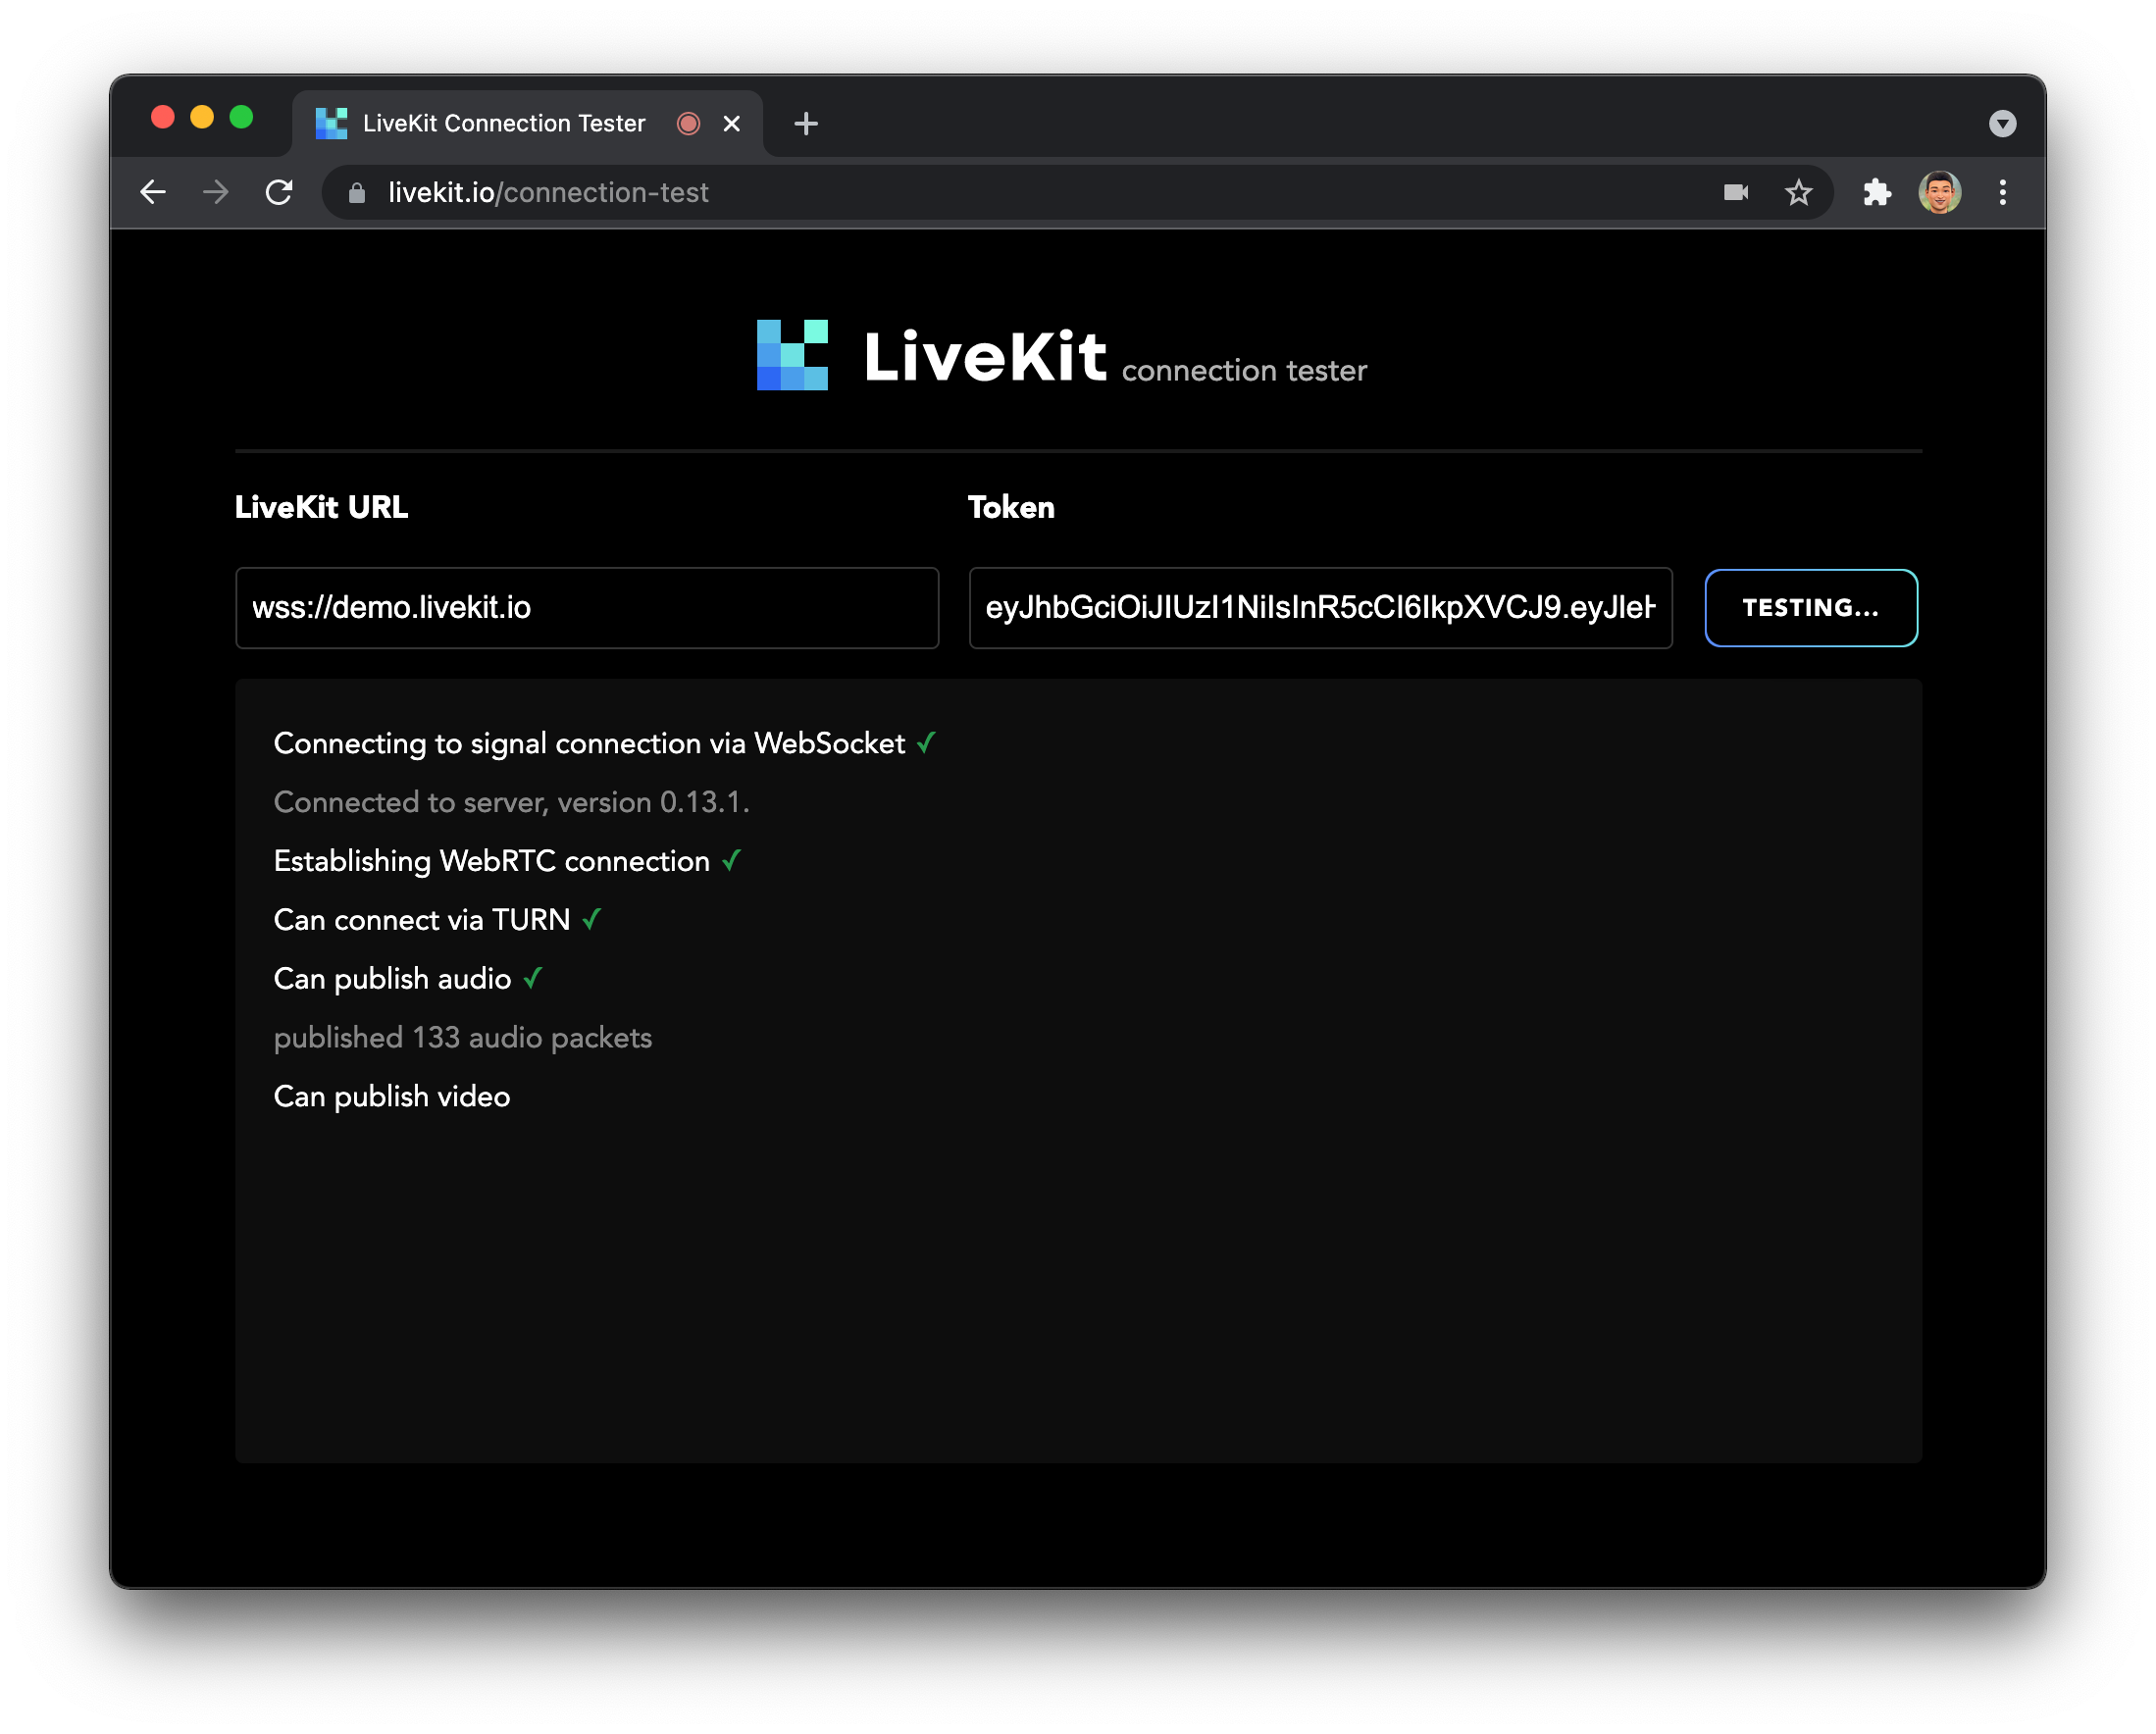 LiveKit Connection Tester
livekit.io/connection-test
LiveKit connection tester
LiveKit URL
Token
wss://demo.livekit.io
eyJhbGciOiJIUzI1NiIsInR5cCI6IkpXVCJ9.eyJleH
TESTING...
Connecting to signal connection via WebSocket ✓
Connected to server, version 0.13.1.
Establishing WebRTC connection ✓
Can connect via TURN ✓
Can publish audio ✓
published 133 audio packets
Can publish video